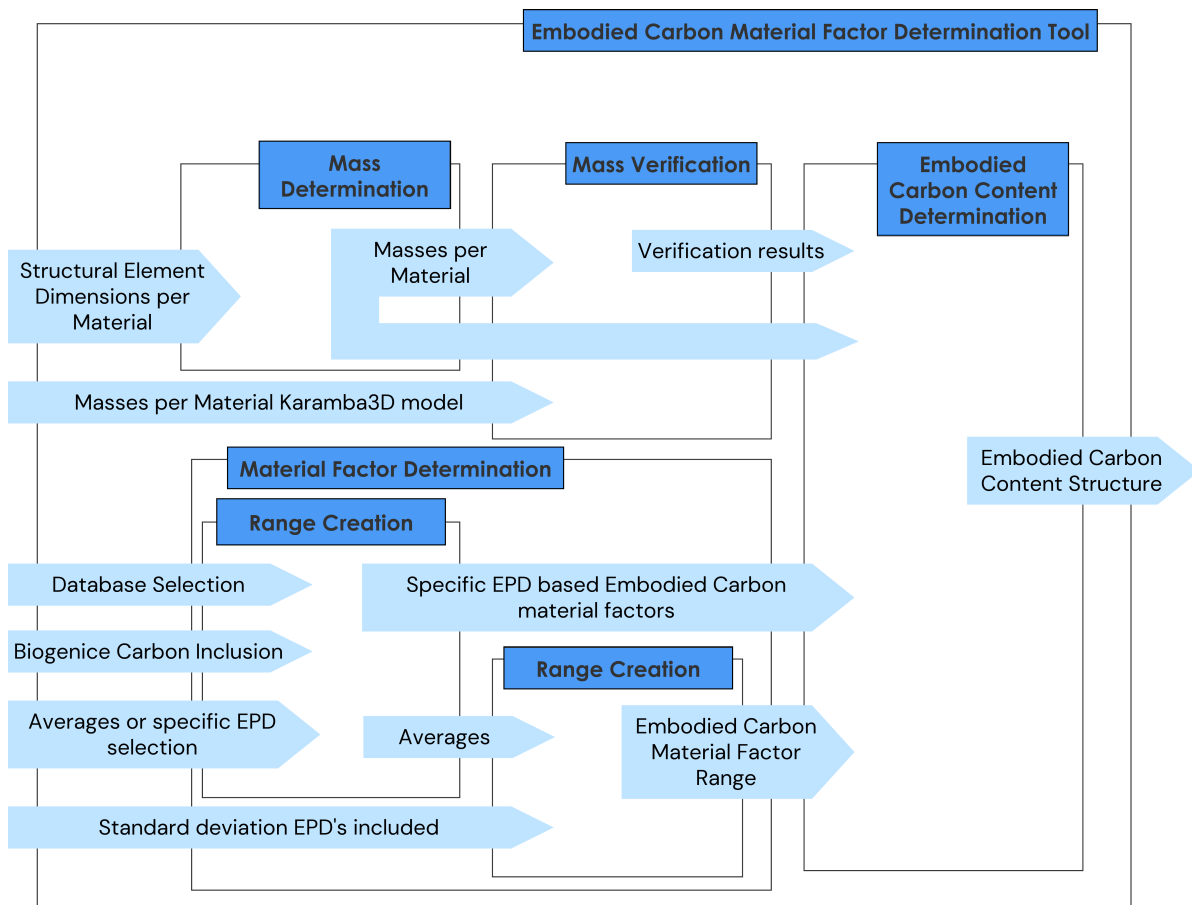 Embodied Carbon Material Factor Determination Tool
Mass
Determination
Mass Verification
Embodied
Carbon Content
Determination
Structural Element
Dimensions per
Material
Masses per
Material
Verification results
Masses per Material Karamba3D model
Embodied Carbon
Content Structure
Material Factor Determination
Range Creation
Database Selection
Specific EPD based Embodied Carbon
material factors
Biogenice Carbon Inclusion
Range Creation
Averages or specific EPD
selection
Averages
Embodied Carbon
Material Factor
Range
Standard deviation EPD's included